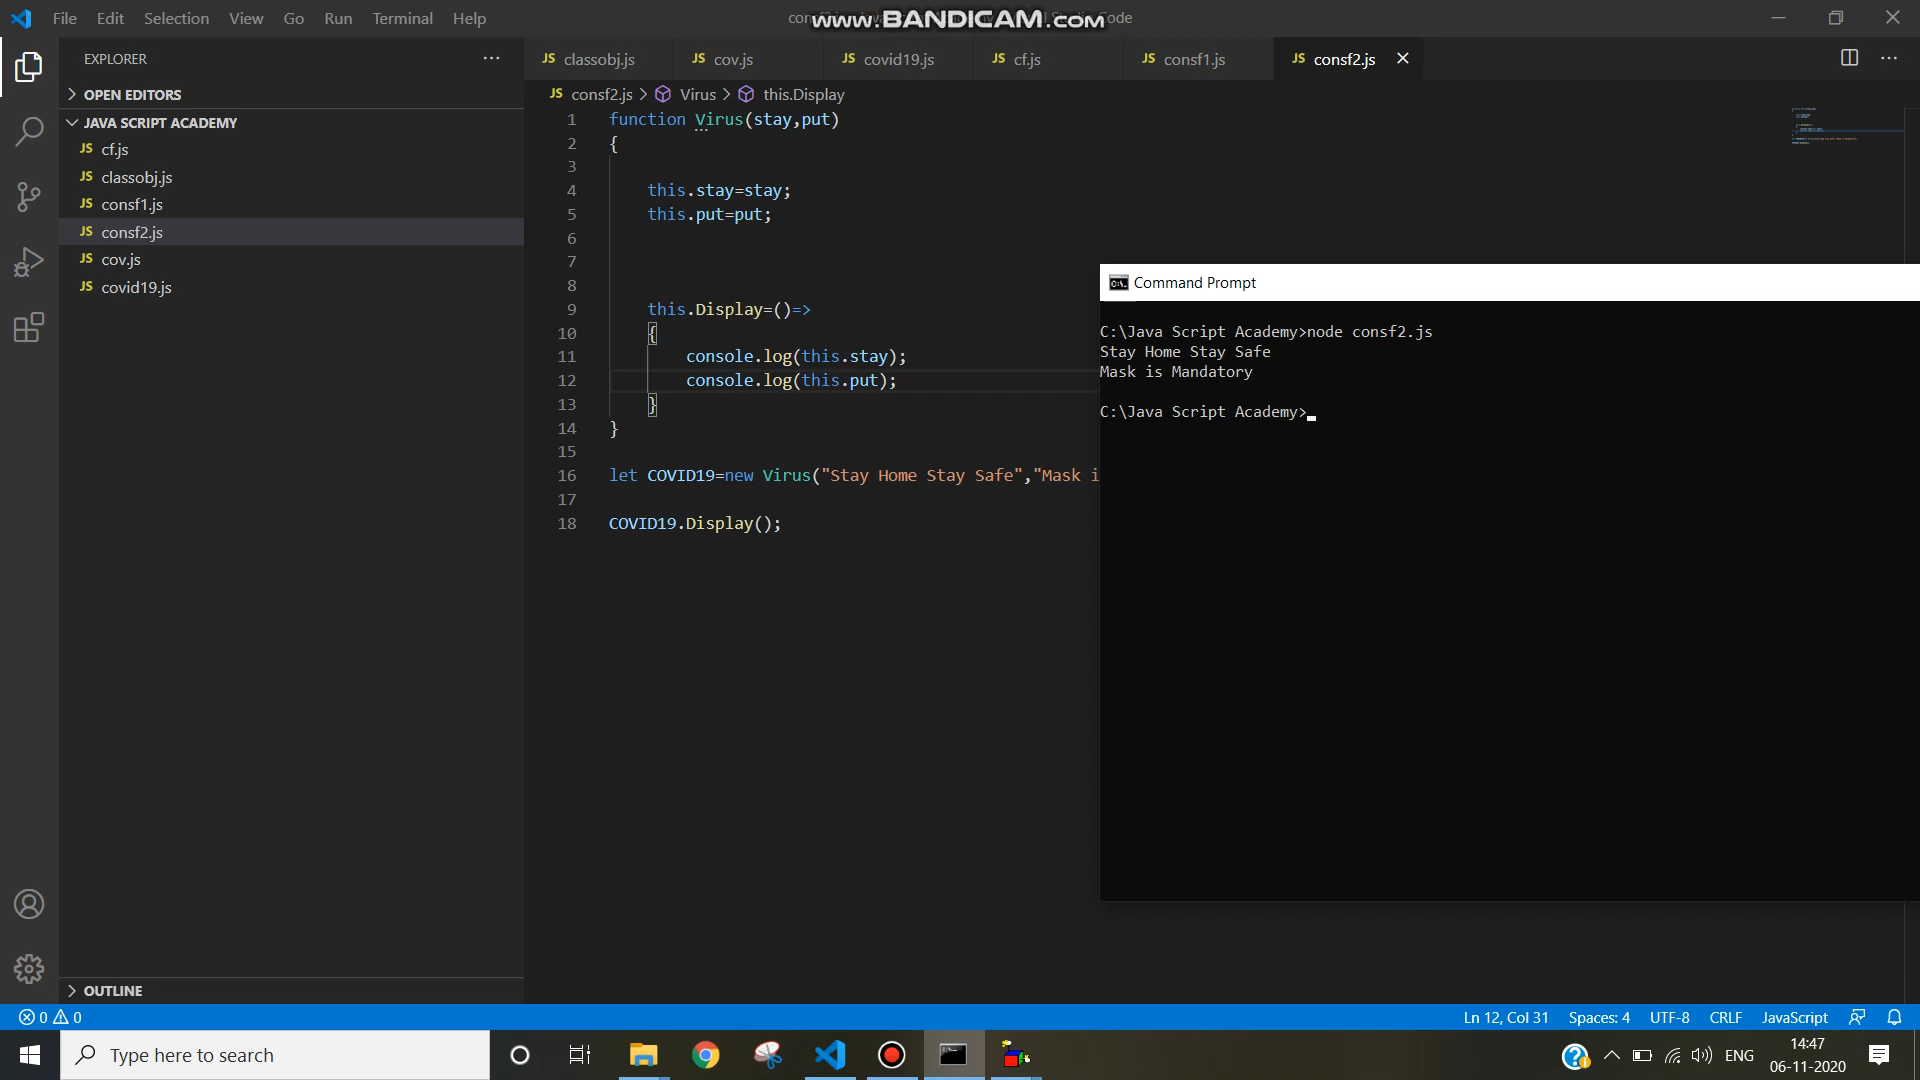 File Edit Selection View Go Run Terminal Help
www.BANDICAM.com
Code
EXPLORER
OPEN EDITORS
JAVA SCRIPT ACADEMY
JS cf.js
JS classobj.js
JS consf1.js
JS consf2.js
JS cov.js
JS covid19.js
OUTLINE
JS classobj.js JS cov.js JS covid19.js JS cf.js JS consf1.js JS consf2.js
JS consf2.js > Virus > this.Display
1 function Virus(stay,put)
2 {
3
4 this.stay=stay;
5 this.put=put;
6
7
8
9 this.Display=()=>
10 {
11 console.log(this.stay);
12 console.log(this.put);
13 }
14 }
15
16 let COVID19=new Virus("Stay Home Stay Safe","Mask i
17
18 COVID19.Display();
Command Prompt
C:\Java Script Academy>node consf2.js
Stay Home Stay Safe
Mask is Mandatory
C:\Java Script Academy>
0 0
Ln 12, Col 31 Spaces: 4 UTF-8 CRLF JavaScript
Type here to search
ENG
14:47
06-11-2020